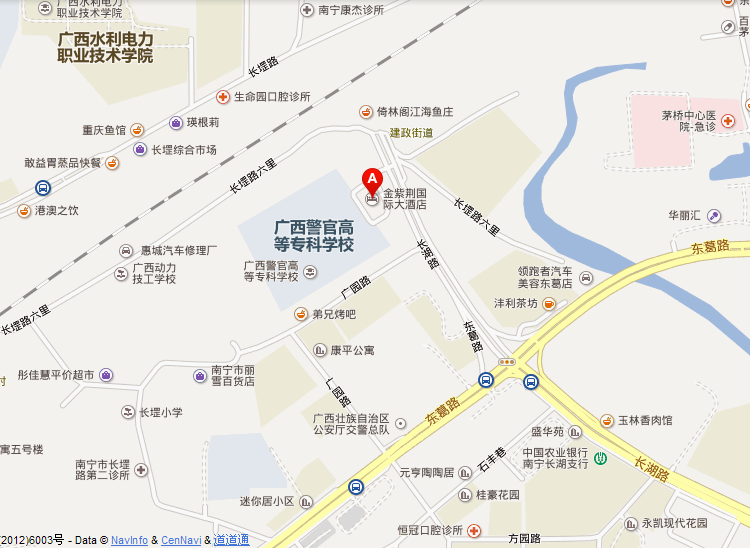 广西水利电力
职业技术学院
广西水利电力
职业技术学院
南宁康杰诊所
长堽路
生命园口腔诊所
倚林阁江海鱼庄
建政街道
茅桥中心医
院-急诊
重庆鱼馆
瑛根莉
长堽综合市场
敢益胃蒸品快餐
港澳之饮
长堽路六里
A
金紫荆国
际大酒店
长堽路六里
华丽汇
东葛路
惠城汽车修理厂
广西动力
技工学校
广西警官高
等专科学校
广西警官高
等专科学校
长湖路
领跑者汽车
美容东葛店
沣利茶坊
广园路
长堽路六里
弟兄烤吧
东葛路
康平公寓
彤佳慧平价超市
南宁市丽
雪百货店
村
广园路
长堽小学
广西壮族自治区
公安厅交警总队
东葛路
玉林香肉馆
盛华苑
中国农业银行
南宁长湖支行
长湖路
寓五号楼
南宁市长堽
路第二诊所
石丰巷
元亨陶陶居
桂豪花园
迷你居小区
恒冠口腔诊所
方园路
永凯现代花园
2012)6003号 - Data © NavInfo & CenNavi & 道道通